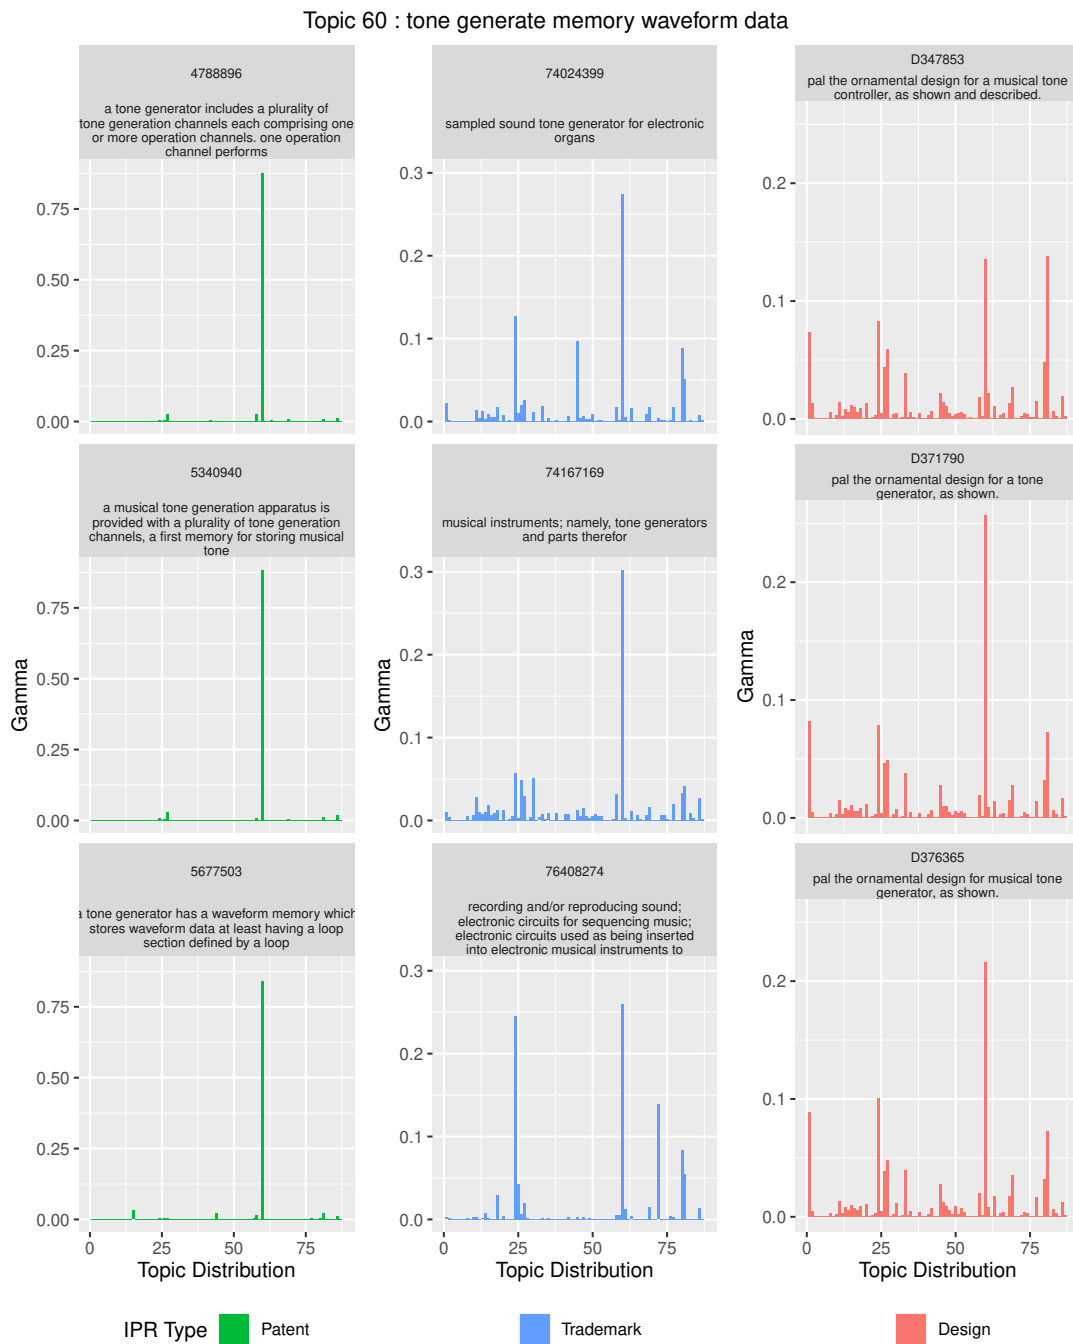 Topic 60 : tone generate memory waveform data
4788896
a tone generator includes a plurality of
tone generation channels each comprising one
or more operation channels. one operation
channel performs
74024399
sampled sound tone generator for electronic
organs
D347853
pal the ornamental design for a musical tone
controller, as shown and described.
0.75
0.50
0.25
0.00
0.3
0.2
0.1
0.0
0.2
0.1
0.0
5340940
a musical tone generation apparatus is
provided with a plurality of tone generation
channels, a first memory for storing musical
tone
74167169
musical instruments; namely, tone generators
and parts therefor
D371790
pal the ornamental design for a tone
generator, as shown.
Gamma
0.75
0.50
0.25
0.00
Gamma
0.3
0.2
0.1
0.0
Gamma
0.2
0.1
0.0
5677503
a tone generator has a waveform memory which
stores waveform data at least having a loop
section defined by a loop
76408274
recording and/or reproducing sound;
electronic circuits for sequencing music;
electronic circuits used as being inserted
into electronic musical instruments to
D376365
pal the ornamental design for musical tone
generator, as shown.
0.75
0.50
0.25
0.00
0.3
0.2
0.1
0.0
0.2
0.1
0.0
0 25 50 75
0 25 50 75
0 25 50 75
Topic Distribution
Topic Distribution
Topic Distribution
IPR Type Patent Trademark Design